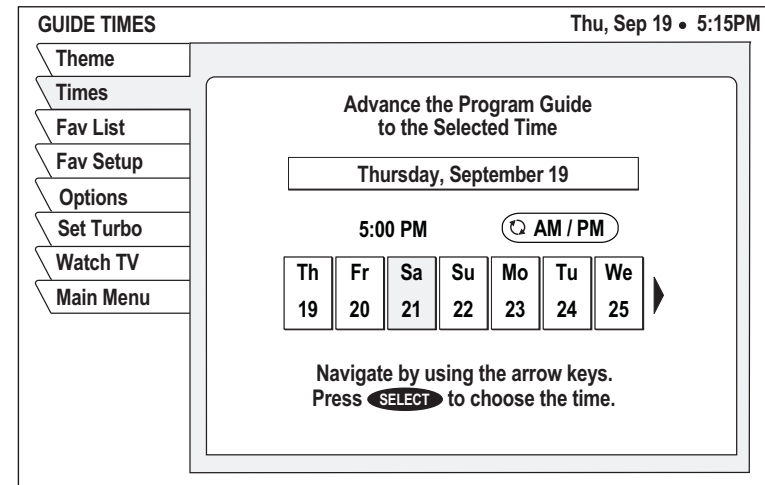 GUIDE TIMES
Thu, Sep 19 • 5:15PM
Theme
Times
Fav List
Fav Setup
Options
Set Turbo
Watch TV
Main Menu
Advance the Program Guide
to the Selected Time
Thursday, September 19
5:00 PM
AM / PM
Th Fr Sa Su Mo Tu We
19 20 21 22 23 24 25
Navigate by using the arrow keys.
Press SELECT to choose the time.